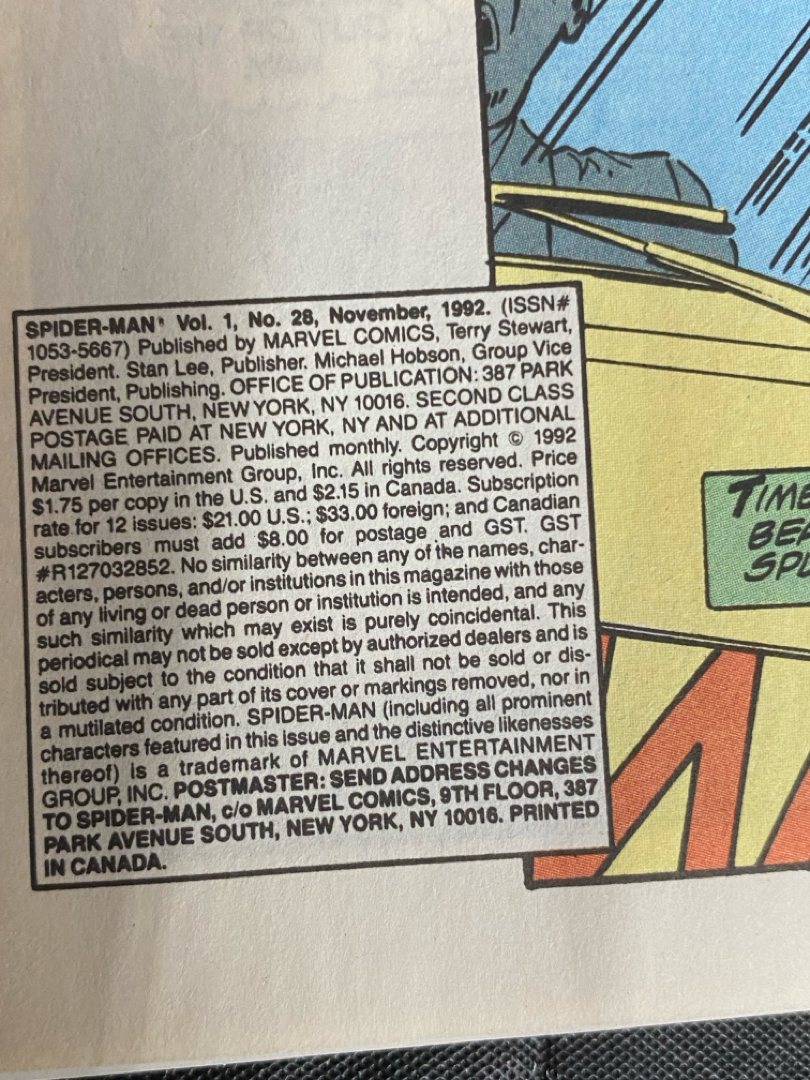 SPIDER-MAN® Vol. 1, No. 28, November, 1992. (ISSN#
1053-5667) Published by MARVEL COMICS, Terry Stewart,
President. Stan Lee, Publisher. Michael Hobson, Group Vice
President, Publishing. OFFICE OF PUBLICATION: 387 PARK
AVENUE SOUTH, NEW YORK, NY 10016. SECOND CLASS
POSTAGE PAID AT NEW YORK, NY AND AT ADDITIONAL
MAILING OFFICES. Published monthly. Copyright © 1992
Marvel Entertainment Group, Inc. All rights reserved. Price
$1.75 per copy in the U.S. and $2.15 in Canada. Subscription
rate for 12 issues: $21.00 U.S.; $33.00 foreign; and Canadian
subscribers must add $8.00 for postage and GST. GST
#R127032852. No similarity between any of the names, char-
acters, persons, and/or institutions in this magazine with those
of any living or dead person or institution is intended, and any
such similarity which may exist is purely coincidental. This
periodical may not be sold except by authorized dealers and is
sold subject to the condition that it shall not be sold or dis-
tributed with any part of its cover or markings removed, nor in
a mutilated condition. SPIDER-MAN (including all prominent
characters featured in this issue and the distinctive likenesses
thereof) is a trademark of MARVEL ENTERTAINMENT
GROUP, INC. POSTMASTER: SEND ADDRESS CHANGES
TO SPIDER-MAN, c/o MARVEL COMICS, 9TH FLOOR, 387
PARK AVENUE SOUTH, NEW YORK, NY 10016. PRINTED
IN CANADA.
TIME